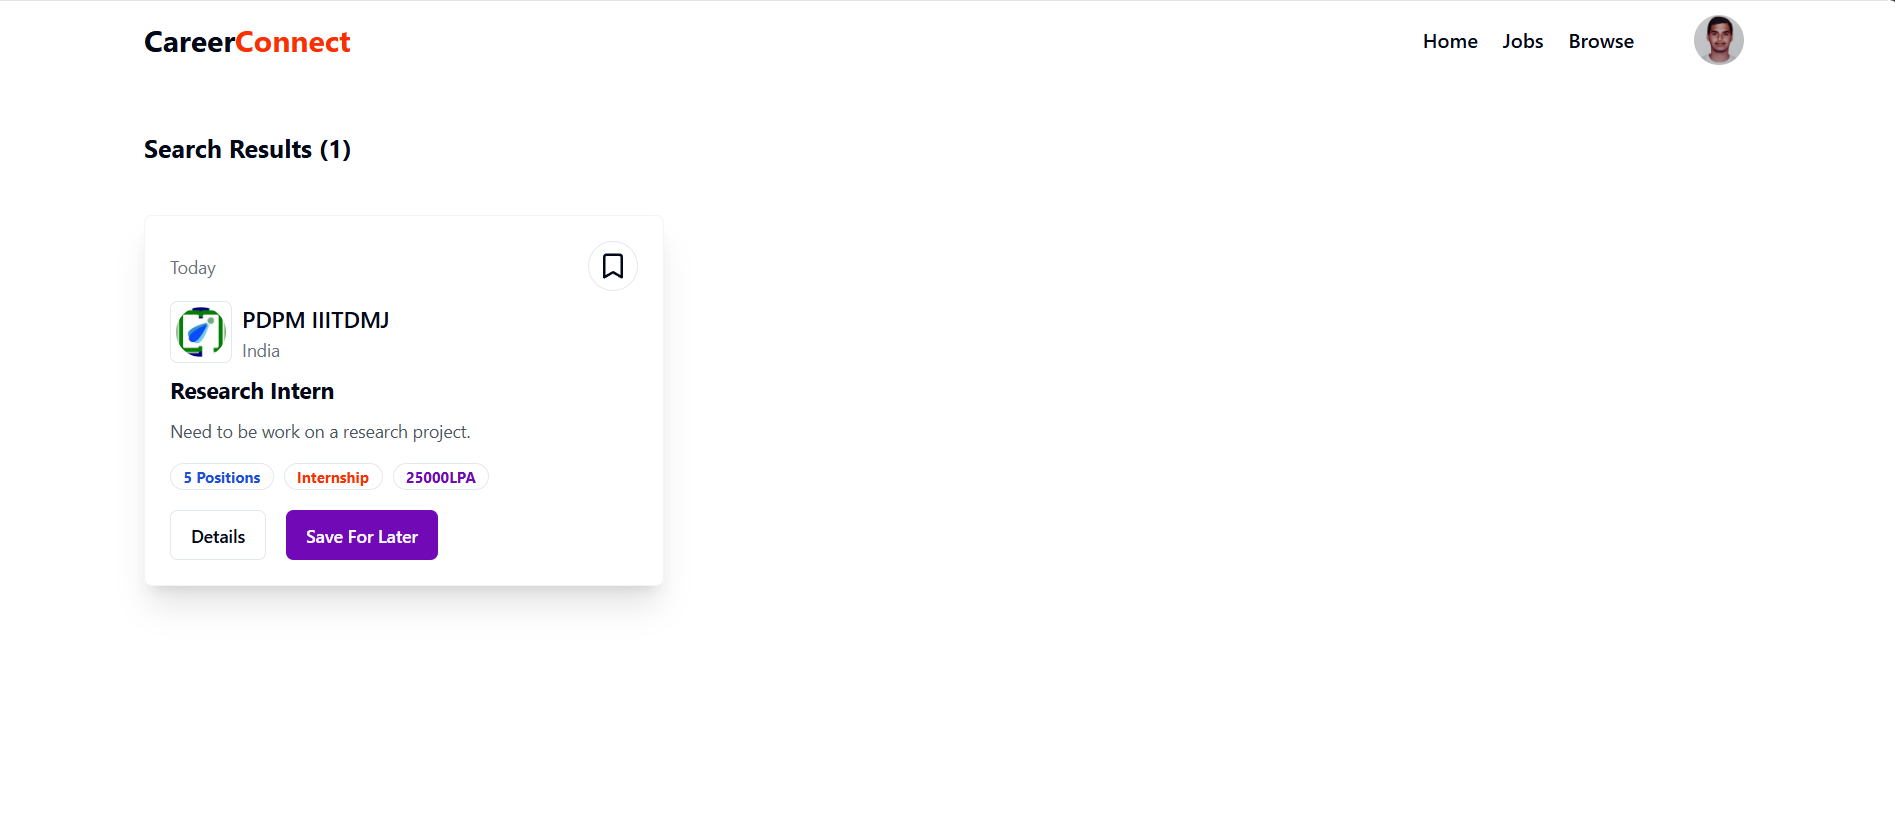 CareerConnect
Home Jobs Browse
Search Results (1)
Today
PDPM IIITDMJ
India
Research Intern
Need to be work on a research project.
5 Positions Internship 25000LPA
Details Save For Later